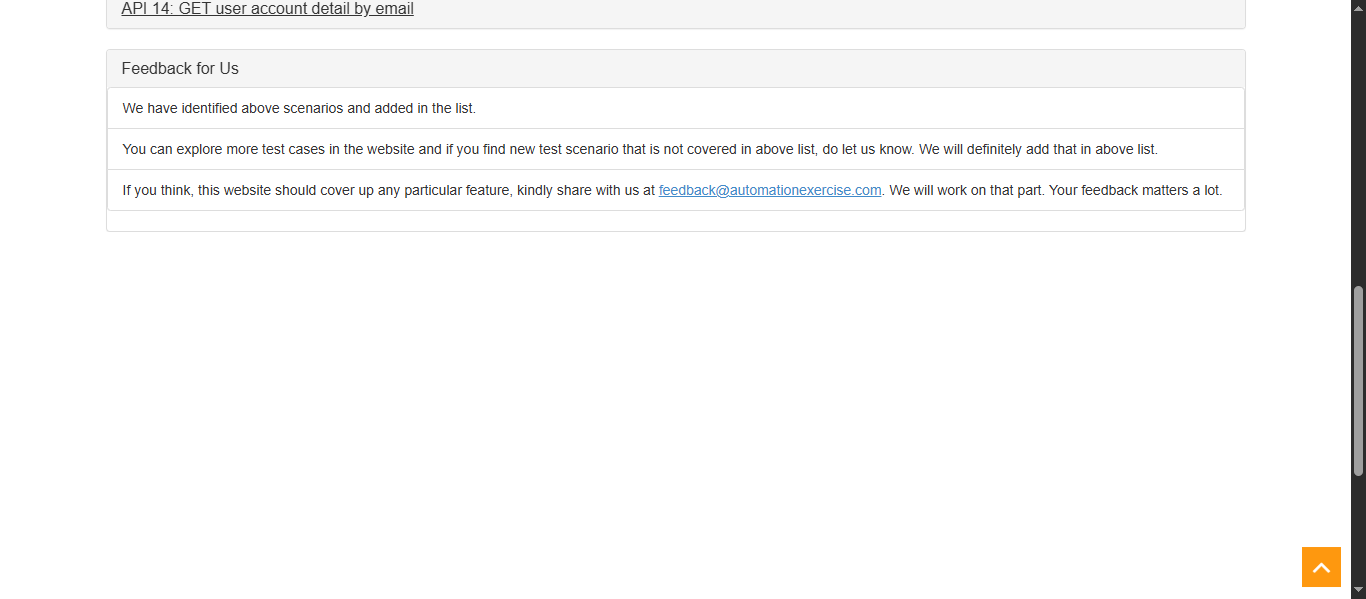 API 14: GET user account detail by email
Feedback for Us
We have identified above scenarios and added in the list.
You can explore more test cases in the website and if you find new test scenario that is not covered in above list, do let us know. We will definitely add that in above list.
If you think, this website should cover up any particular feature, kindly share with us at feedback@automationexercise.com. We will work on that part. Your feedback matters a lot.